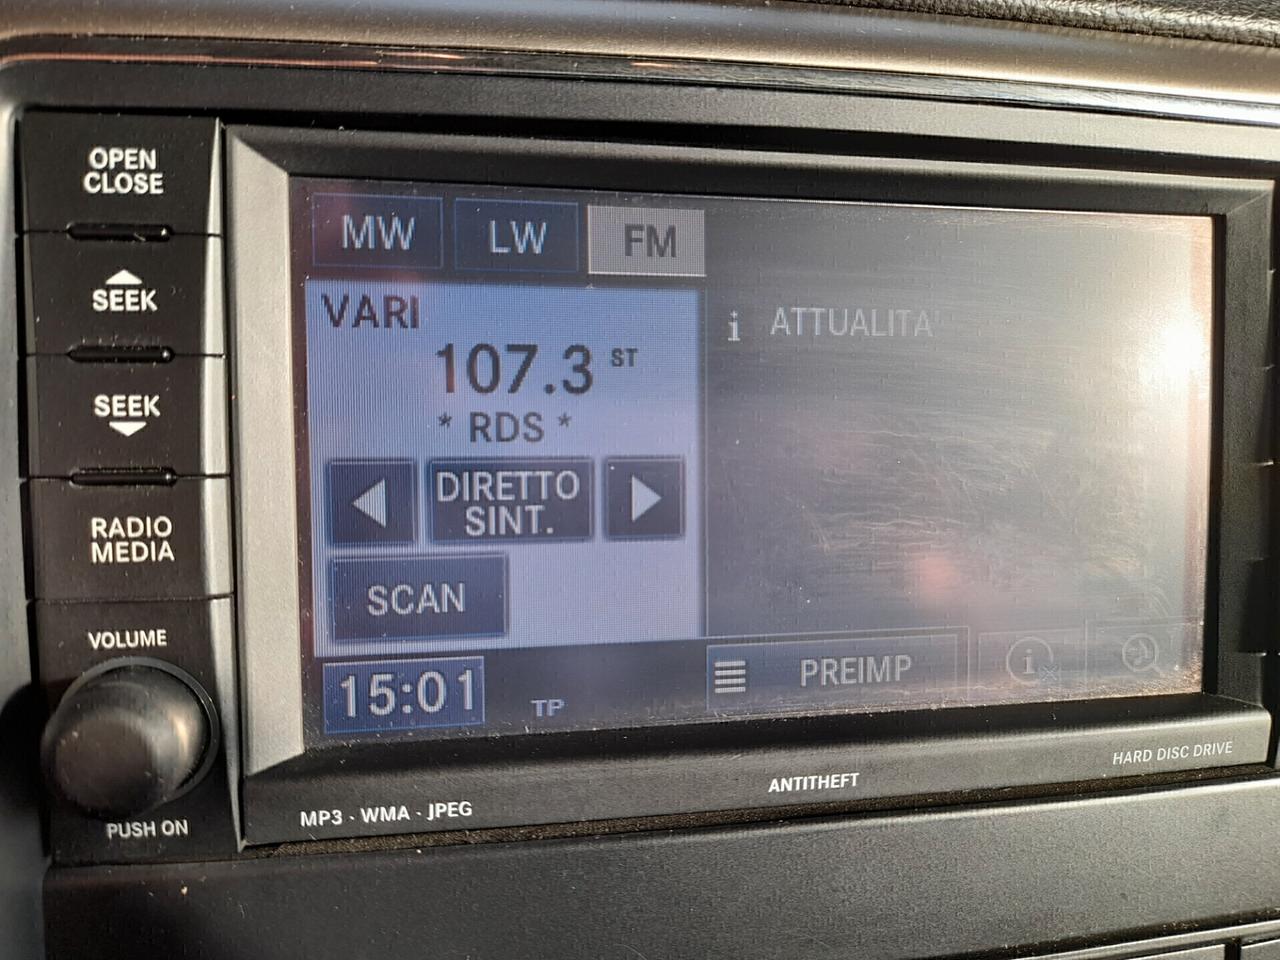 OPEN
CLOSE
SEEK
SEEK
RADIO
MEDIA
VOLUME
PUSH ON
MW LW FM
VARI
107.3 ST
* RDS *
DIRETTO
SINT.
SCAN
15:01 TP
i ATTUALITA'
PREIMP
i
MP3 · WMA · JPEG
ANTITHEFT
HARD DISC DRIVE